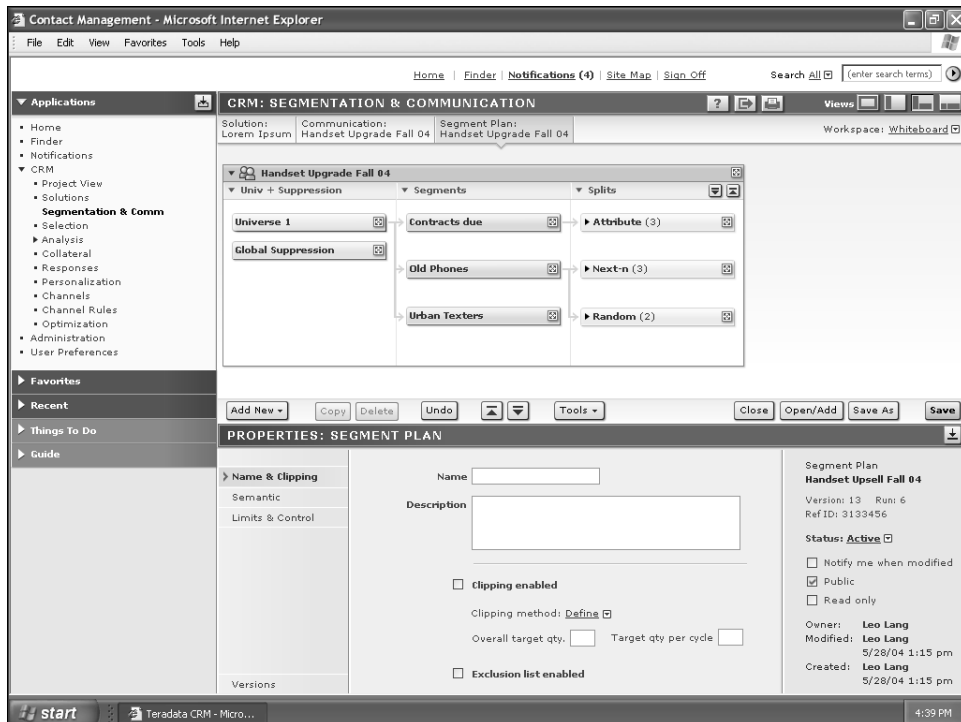 Contact Management - Microsoft Internet Explorer
File Edit View Favorites Tools Help
Home | Finder | Notifications (4) | Site Map | Sign Off
Search All (enter search terms)
Applications
Home
Finder
Notifications
CRM
Project View
Solutions
Segmentation & Comm
Selection
Analysis
Collateral
Responses
Personalization
Channels
Channel Rules
Optimization
Administration
User Preferences
Favorites
Recent
Things To Do
Guide
CRM: SEGMENTATION & COMMUNICATION
? Views
Solution: Communication: Segment Plan:
Lorem Ipsum Handset Upgrade Fall 04 Handset Upgrade Fall 04
Workspace: Whiteboard
Handset Upgrade Fall 04
Univ + Suppression Segments Splits
Universe 1 Contracts due Attribute (3)
Global Suppression
Old Phones Next-n (3)
Urban Texters Random (2)
Add New Copy Delete Undo Tools Close Open/Add Save As Save
PROPERTIES: SEGMENT PLAN
Name & Clipping
Semantic
Limits & Control
Versions
Name
Description
Clipping enabled
Clipping method: Define
Overall target qty. Target qty per cycle
Exclusion list enabled
Segment Plan
Handset Upsell Fall 04
Version: 13 Run: 6
Ref ID: 3133456
Status: Active
Notify me when modified
Public
Read only
Owner: Leo Lang
Modified: Leo Lang
5/28/04 1:15 pm
Created: Leo Lang
5/28/04 1:15 pm
start Teradata CRM - Micro... 4:39 PM